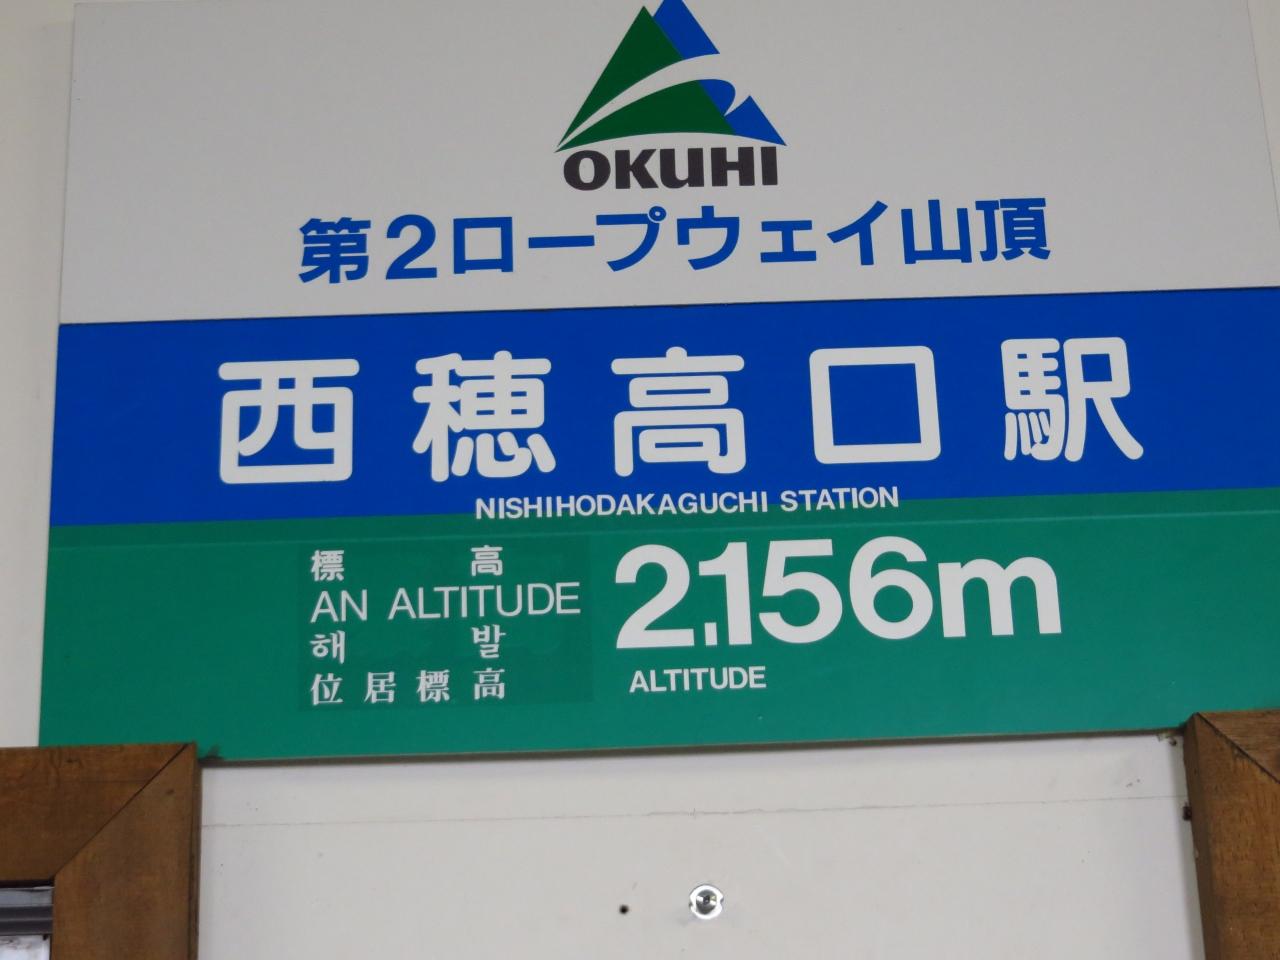 OKUHI
第2ロープウェイ山頂
西穂高口駅
NISHIHODAKAGUCHI STATION
標高
AN ALTITUDE
해발
位居標高
2,156m
ALTITUDE